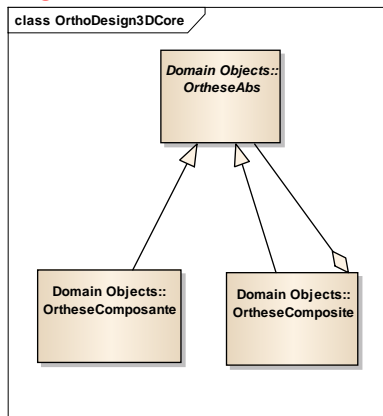 class OrthoDesign3DCore
Domain Objects::
OrtheseAbs
Domain Objects::
OrtheseComposante
Domain Objects::
OrtheseComposite